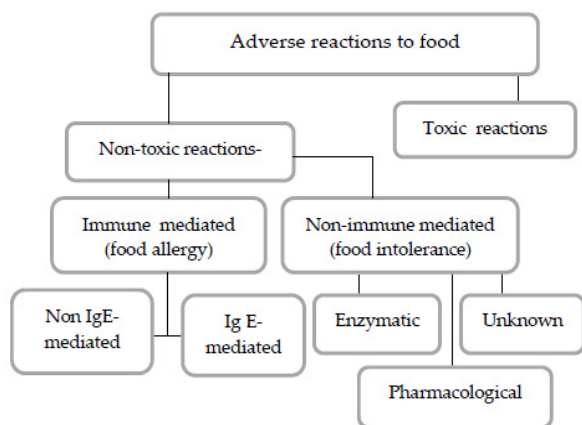 Adverse reactions to food
Toxic reactions
Non-toxic reactions-
Immune mediated
(food allergy)
Non-immune mediated
(food intolerance)
Non IgE-
mediated
Ig E-
mediated
Enzymatic
Unknown
Pharmacological